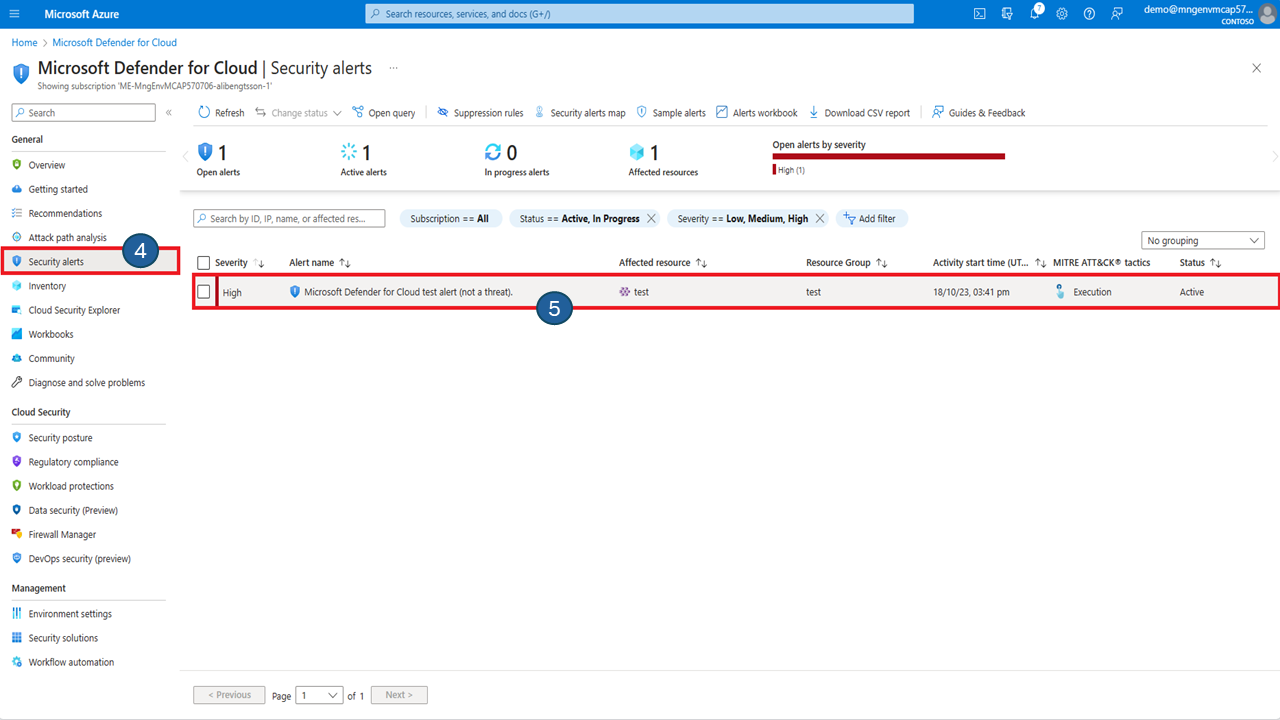 Microsoft Azure
Search resources, services, and docs (G+/)
7
demo@mngenvmcap57...
CONTOSO
Home > Microsoft Defender for Cloud
Microsoft Defender for Cloud | Security alerts ...
Showing subscription 'ME-MngEnvMCAP570706-alibengtsson-1'
Search
«
Refresh
Change status
Open query
Suppression rules
Security alerts map
Sample alerts
Alerts workbook
Download CSV report
Guides & Feedback
General
Overview
Getting started
Recommendations
Attack path analysis
Security alerts
4
Inventory
Cloud Security Explorer
Workbooks
Community
Diagnose and solve problems
Cloud Security
Security posture
Regulatory compliance
Workload protections
Data security (Preview)
Firewall Manager
DevOps security (preview)
Management
Environment settings
Security solutions
Workflow automation
1
Open alerts
1
Active alerts
0
In progress alerts
1
Affected resources
Open alerts by severity
High (1)
Search by ID, IP, name, or affected res...
Subscription == All
Status == Active, In Progress
Severity == Low, Medium, High
Add filter
No grouping
Severity ↑↓ Alert name ↑↓ Affected resource ↑↓ Resource Group ↑↓ Activity start time (UT... ↑↓ MITRE ATT&CK® tactics Status ↑↓
High Microsoft Defender for Cloud test alert (not a threat). test test 18/10/23, 03:41 pm Execution Active
5
< Previous Page 1 of 1 Next >